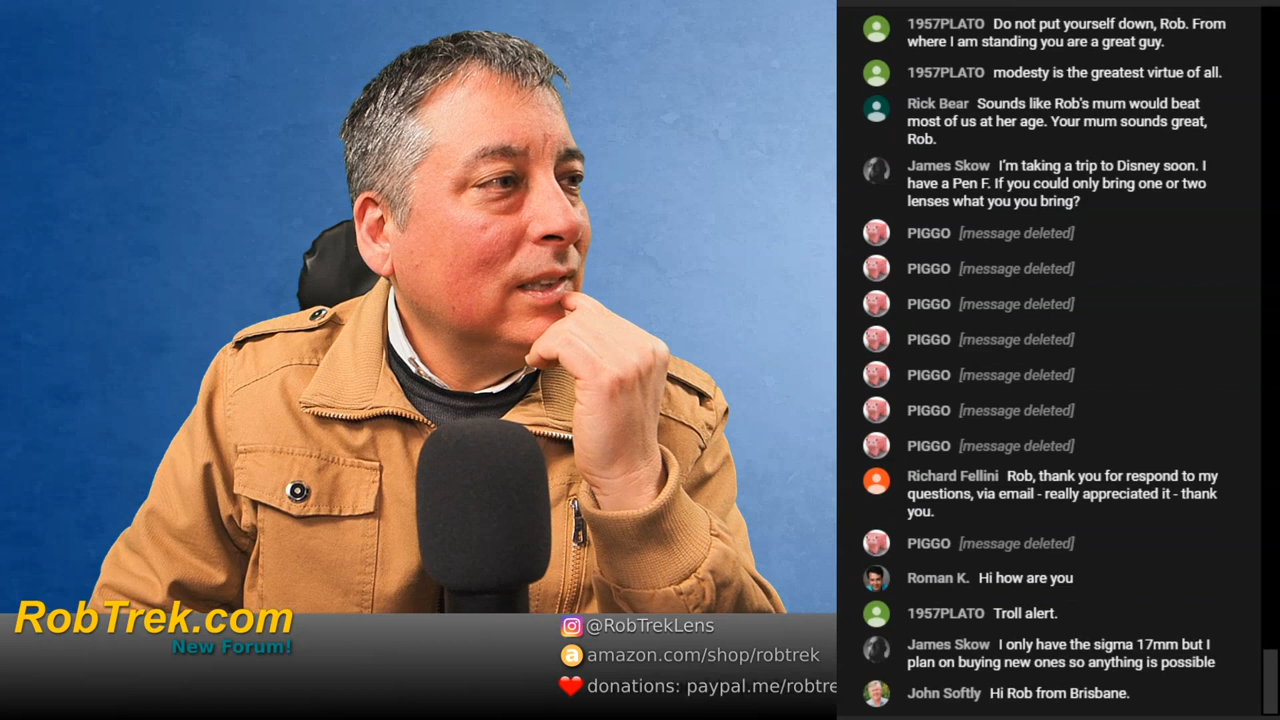 1957PLATO Do not put yourself down, Rob. From
where I am standing you are a great guy.
1957PLATO modesty is the greatest virtue of all.
Rick Bear Sounds like Rob's mum would beat
most of us at her age. Your mum sounds great,
Rob.
James Skow I'm taking a trip to Disney soon. I
have a Pen F. If you could only bring one or two
lenses what you you bring?
PIGGO [message deleted]
PIGGO [message deleted]
PIGGO [message deleted]
PIGGO [message deleted]
PIGGO [message deleted]
PIGGO [message deleted]
PIGGO [message deleted]
Richard Fellini Rob, thank you for respond to my
questions, via email - really appreciated it - thank
you.
PIGGO [message deleted]
Roman K. Hi how are you
1957PLATO Troll alert.
James Skow I only have the sigma 17mm but I
plan on buying new ones so anything is possible
John Softly Hi Rob from Brisbane.
RobTrek.com
New Forum!
@RobTrekLens
amazon.com/shop/robtrek
donations: paypal.me/robtre